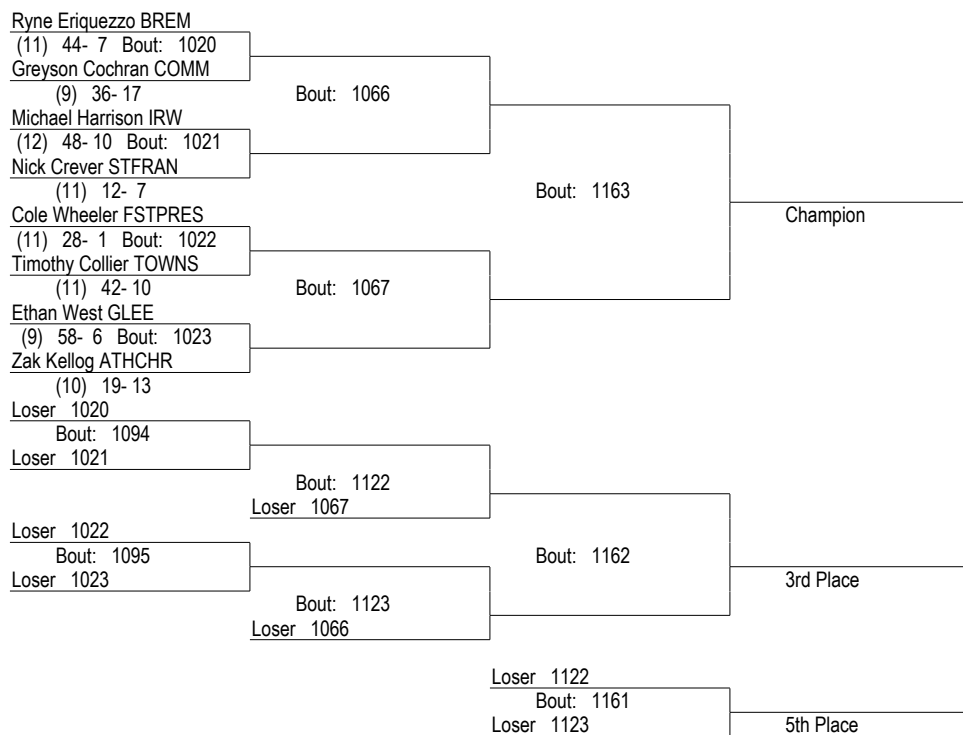 Ryne Eriquezzo BREM
(11) 44- 7 Bout: 1020
Greyson Cochran COMM
(9) 36- 17
Bout: 1066
Michael Harrison IRW
(12) 48- 10 Bout: 1021
Nick Crever STFRAN
(11) 12- 7
Bout: 1163
Cole Wheeler FSTPRES
Champion
(11) 28- 1 Bout: 1022
Timothy Collier TOWNS
(11) 42- 10
Bout: 1067
Ethan West GLEE
(9) 58- 6 Bout: 1023
Zak Kellog ATHCHR
(10) 19- 13
Loser 1020
Bout: 1094
Loser 1021
Bout: 1122
Loser 1067
Loser 1022
Bout: 1095
Bout: 1162
Loser 1023
3rd Place
Bout: 1123
Loser 1066
Loser 1122
Bout: 1161
Loser 1123
5th Place